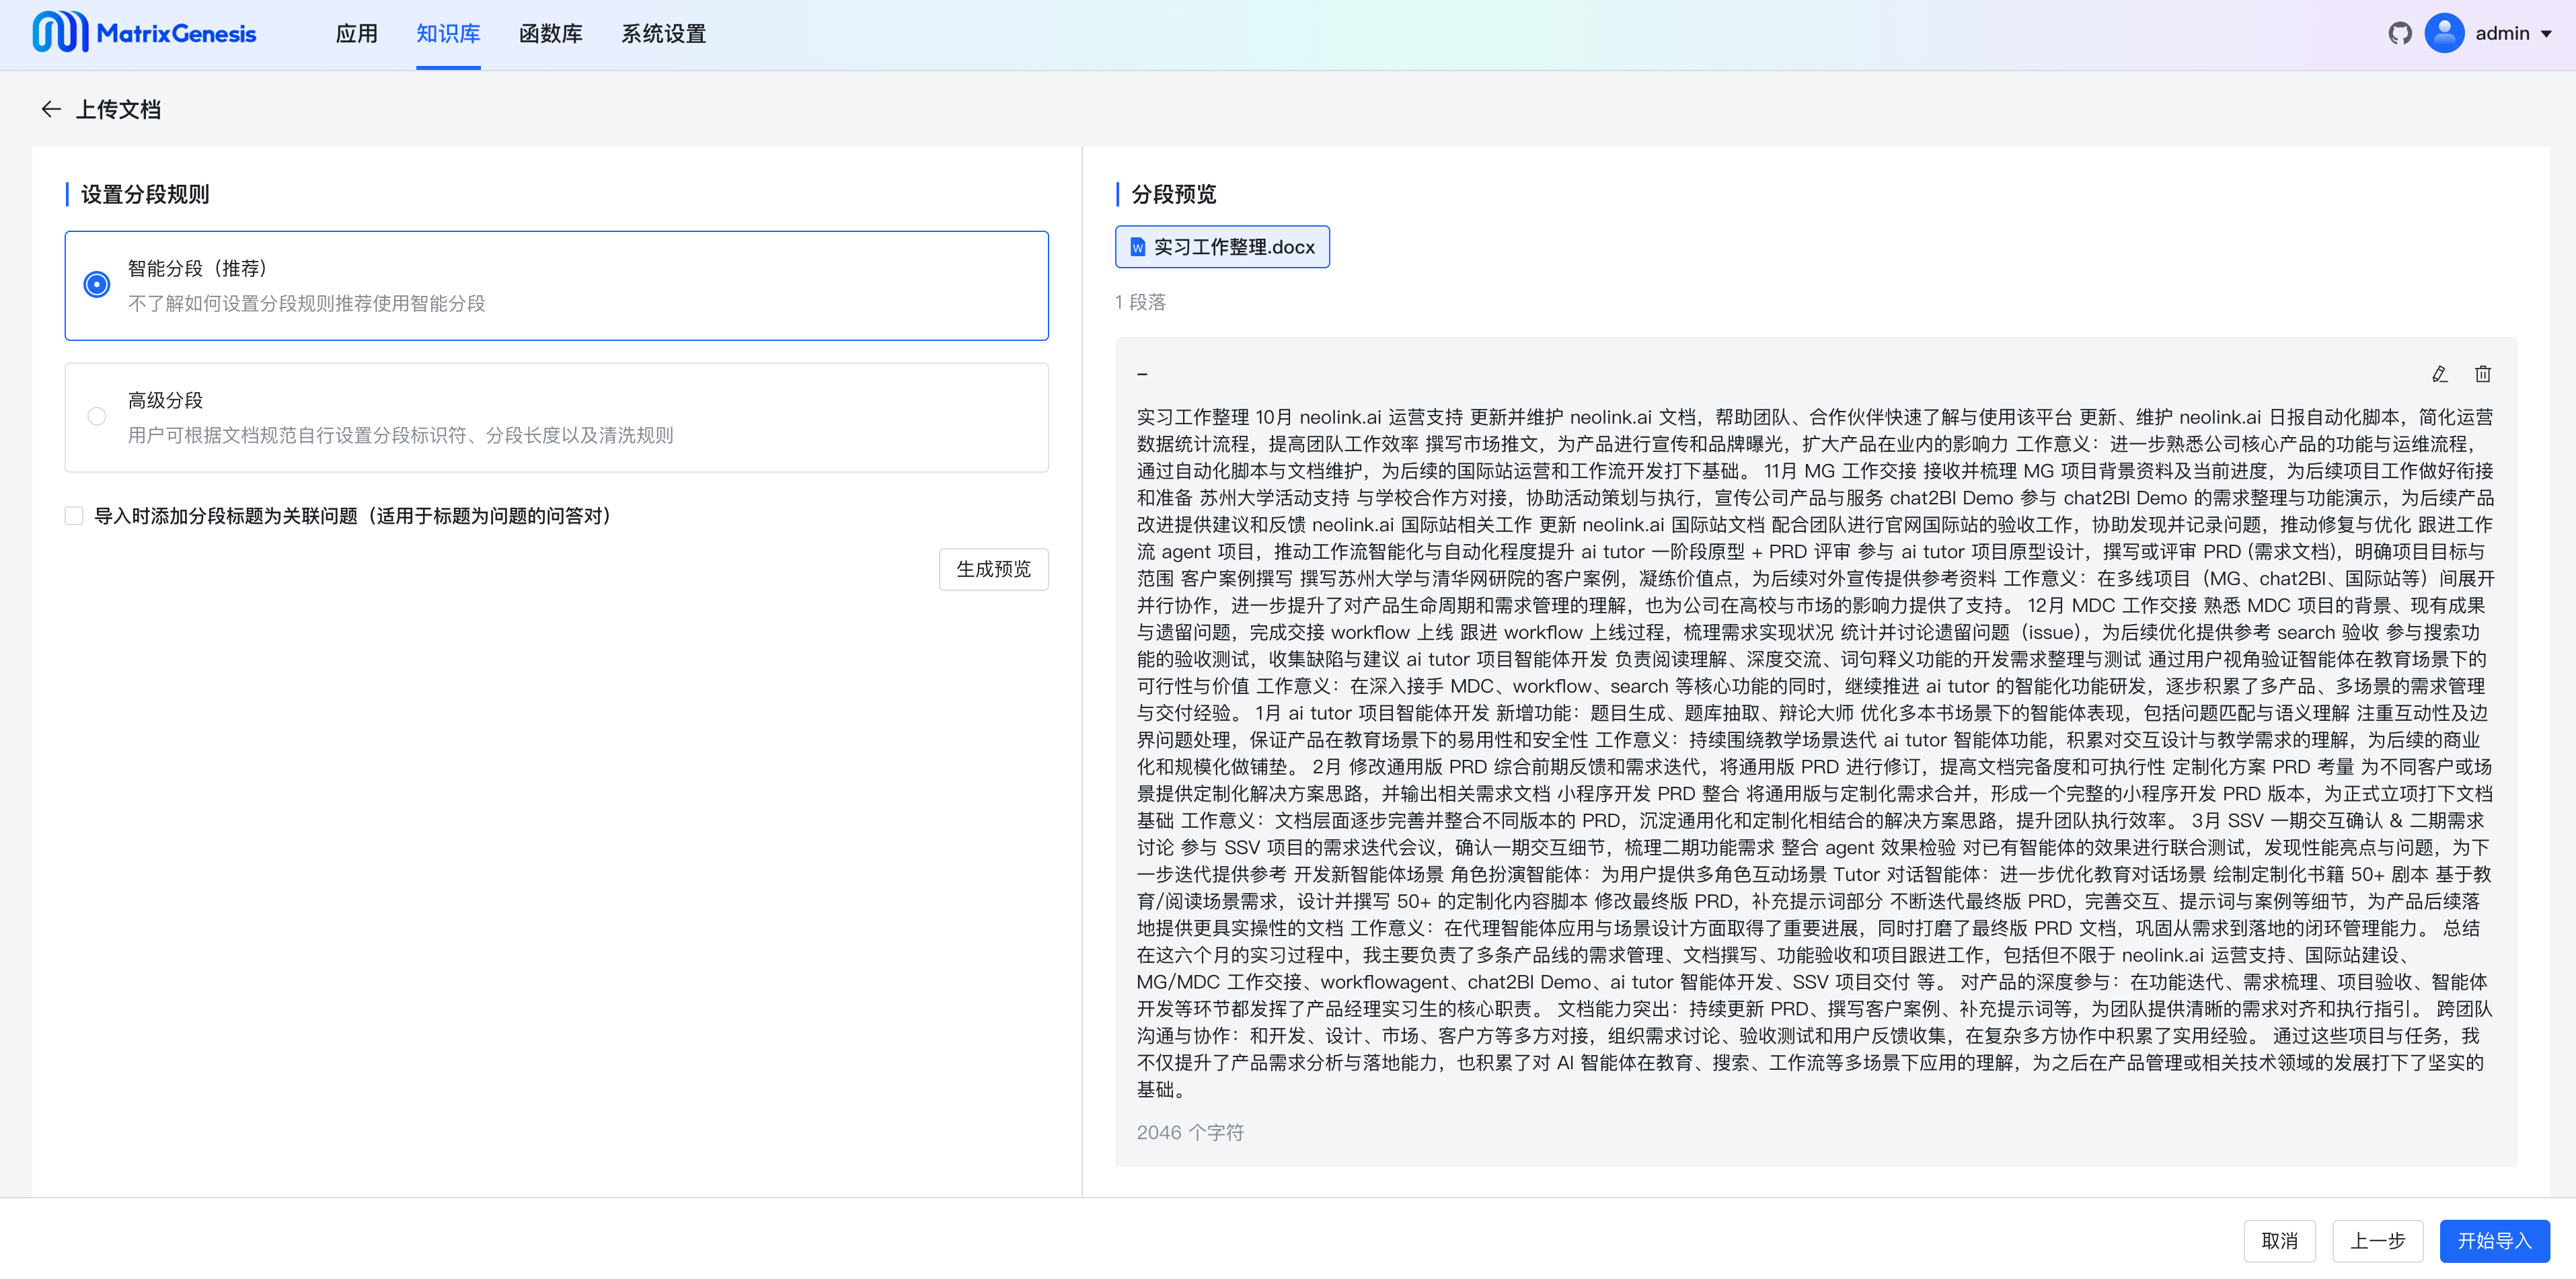 MatrixGenesis 应用 知识库 函数库 系统设置 admin
上传文档
设置分段规则
智能分段（推荐）
不了解如何设置分段规则推荐使用智能分段
高级分段
用户可根据文档规范自行设置分段标识符、分段长度以及清洗规则
导入时添加分段标题为关联问题（适用于标题为问题的问答对）
生成预览
分段预览
实习工作整理.docx
1 段落
–
实习工作整理 10月 neolink.ai 运营支持 更新并维护 neolink.ai 文档，帮助团队、合作伙伴快速了解与使用该平台 更新、维护 neolink.ai 日报自动化脚本，简化运营
数据统计流程，提高团队工作效率 撰写市场推文，为产品进行宣传和品牌曝光，扩大产品在业内的影响力 工作意义：进一步熟悉公司核心产品的功能与运维流程，
通过自动化脚本与文档维护，为后续的国际站运营和工作流开发打下基础。 11月 MG 工作交接 接收并梳理 MG 项目背景资料及当前进度，为后续项目工作做好衔接
和准备 苏州大学活动支持 与学校合作方对接，协助活动策划与执行，宣传公司产品与服务 chat2BI Demo 参与 chat2BI Demo 的需求整理与功能演示，为后续产品
改进提供建议和反馈 neolink.ai 国际站相关工作 更新 neolink.ai 国际站文档 配合团队进行官网国际站的验收工作，协助发现并记录问题，推动修复与优化 跟进工作
流 agent 项目，推动工作流智能化与自动化程度提升 ai tutor 一阶段原型 + PRD 评审 参与 ai tutor 项目原型设计，撰写或评审 PRD (需求文档)，明确项目目标与
范围 客户案例撰写 撰写苏州大学与清华网研院的客户案例，凝练价值点，为后续对外宣传提供参考资料 工作意义：在多线项目（MG、chat2BI、国际站等）间展开
并行协作，进一步提升了对产品生命周期和需求管理的理解，也为公司在高校与市场的影响力提供了支持。 12月 MDC 工作交接 熟悉 MDC 项目的背景、现有成果
与遗留问题，完成交接 workflow 上线 跟进 workflow 上线过程，梳理需求实现状况 统计并讨论遗留问题（issue），为后续优化提供参考 search 验收 参与搜索功
能的验收测试，收集缺陷与建议 ai tutor 项目智能体开发 负责阅读理解、深度交流、词句释义功能的开发需求整理与测试 通过用户视角验证智能体在教育场景下的
可行性与价值 工作意义：在深入接手 MDC、workflow、search 等核心功能的同时，继续推进 ai tutor 的智能化功能研发，逐步积累了多产品、多场景的需求管理
与交付经验。 1月 ai tutor 项目智能体开发 新增功能：题目生成、题库抽取、辩论大师 优化多本书场景下的智能体表现，包括问题匹配与语义理解 注重互动性及边
界问题处理，保证产品在教育场景下的易用性和安全性 工作意义：持续围绕教学场景迭代 ai tutor 智能体功能，积累对交互设计与教学需求的理解，为后续的商业
化和规模化做铺垫。 2月 修改通用版 PRD 综合前期反馈和需求迭代，将通用版 PRD 进行修订，提高文档完备度和可执行性 定制化方案 PRD 考量 为不同客户或场
景提供定制化解决方案思路，并输出相关需求文档 小程序开发 PRD 整合 将通用版与定制化需求合并，形成一个完整的小程序开发 PRD 版本，为正式立项打下文档
基础 工作意义：文档层面逐步完善并整合不同版本的 PRD，沉淀通用化和定制化相结合的解决方案思路，提升团队执行效率。 3月 SSV 一期交互确认 & 二期需求
讨论 参与 SSV 项目的需求迭代会议，确认一期交互细节，梳理二期功能需求 整合 agent 效果检验 对已有智能体的效果进行联合测试，发现性能亮点与问题，为下
一步迭代提供参考 开发新智能体场景 角色扮演智能体：为用户提供多角色互动场景 Tutor 对话智能体：进一步优化教育对话场景 绘制定制化书籍 50+ 剧本 基于教
育/阅读场景需求，设计并撰写 50+ 的定制化内容脚本 修改最终版 PRD，补充提示词部分 不断迭代最终版 PRD，完善交互、提示词与案例等细节，为产品后续落
地提供更具实操性的文档 工作意义：在代理智能体应用与场景设计方面取得了重要进展，同时打磨了最终版 PRD 文档，巩固从需求到落地的闭环管理能力。 总结
在这六个月的实习过程中，我主要负责了多条产品线的需求管理、文档撰写、功能验收和项目跟进工作，包括但不限于 neolink.ai 运营支持、国际站建设、
MG/MDC 工作交接、workflowagent、chat2BI Demo、ai tutor 智能体开发、SSV 项目交付 等。 对产品的深度参与：在功能迭代、需求梳理、项目验收、智能体
开发等环节都发挥了产品经理实习生的核心职责。 文档能力突出：持续更新 PRD、撰写客户案例、补充提示词等，为团队提供清晰的需求对齐和执行指引。 跨团队
沟通与协作：和开发、设计、市场、客户方等多方对接，组织需求讨论、验收测试和用户反馈收集，在复杂多方协作中积累了实用经验。 通过这些项目与任务，我
不仅提升了产品需求分析与落地能力，也积累了对 AI 智能体在教育、搜索、工作流等多场景下应用的理解，为之后在产品管理或相关技术领域的发展打下了坚实的
基础。
2046 个字符
取消 上一步 开始导入